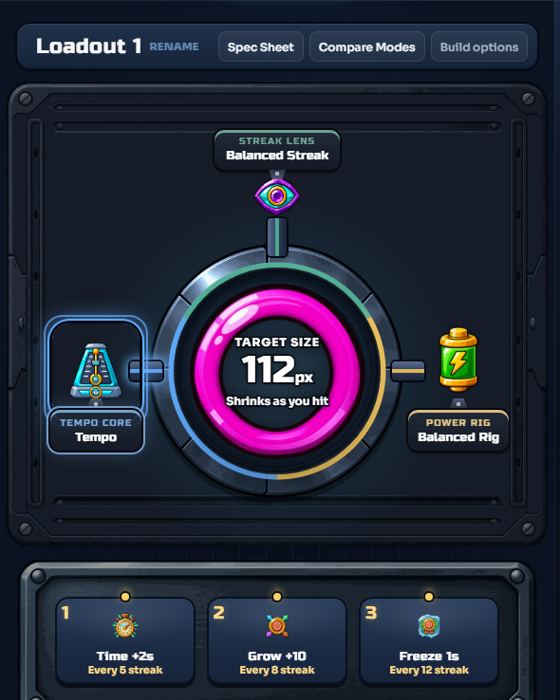 Loadout 1 RENAME Spec Sheet Compare Modes Build options
STREAK LENS
Balanced Streak
TARGET SIZE
112px
Shrinks as you hit
TEMPO CORE
Tempo
POWER RIG
Balanced Rig
1
Time +2s
Every 5 streak
2
Grow +10
Every 8 streak
3
Freeze 1s
Every 12 streak